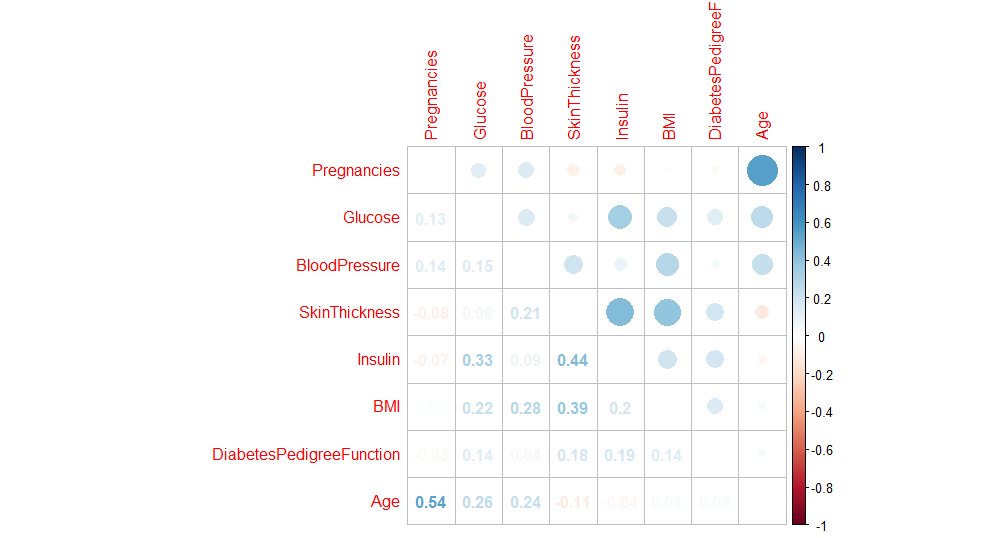 Pregnancies
Glucose
BloodPressure
SkinThickness
Insulin
BMI
DiabetesPedigreeF
Age
Pregnancies
Glucose 0.13
BloodPressure 0.14 0.15
SkinThickness -0.08 0.06 0.21
Insulin -0.07 0.33 0.09 0.44
BMI 0.02 0.22 0.28 0.39 0.2
DiabetesPedigreeFunction -0.03 0.14 0.04 0.18 0.19 0.14
Age 0.54 0.26 0.24 -0.11 -0.04 0.04 0.03
1
0.8
0.6
0.4
0.2
0
-0.2
-0.4
-0.6
-0.8
-1